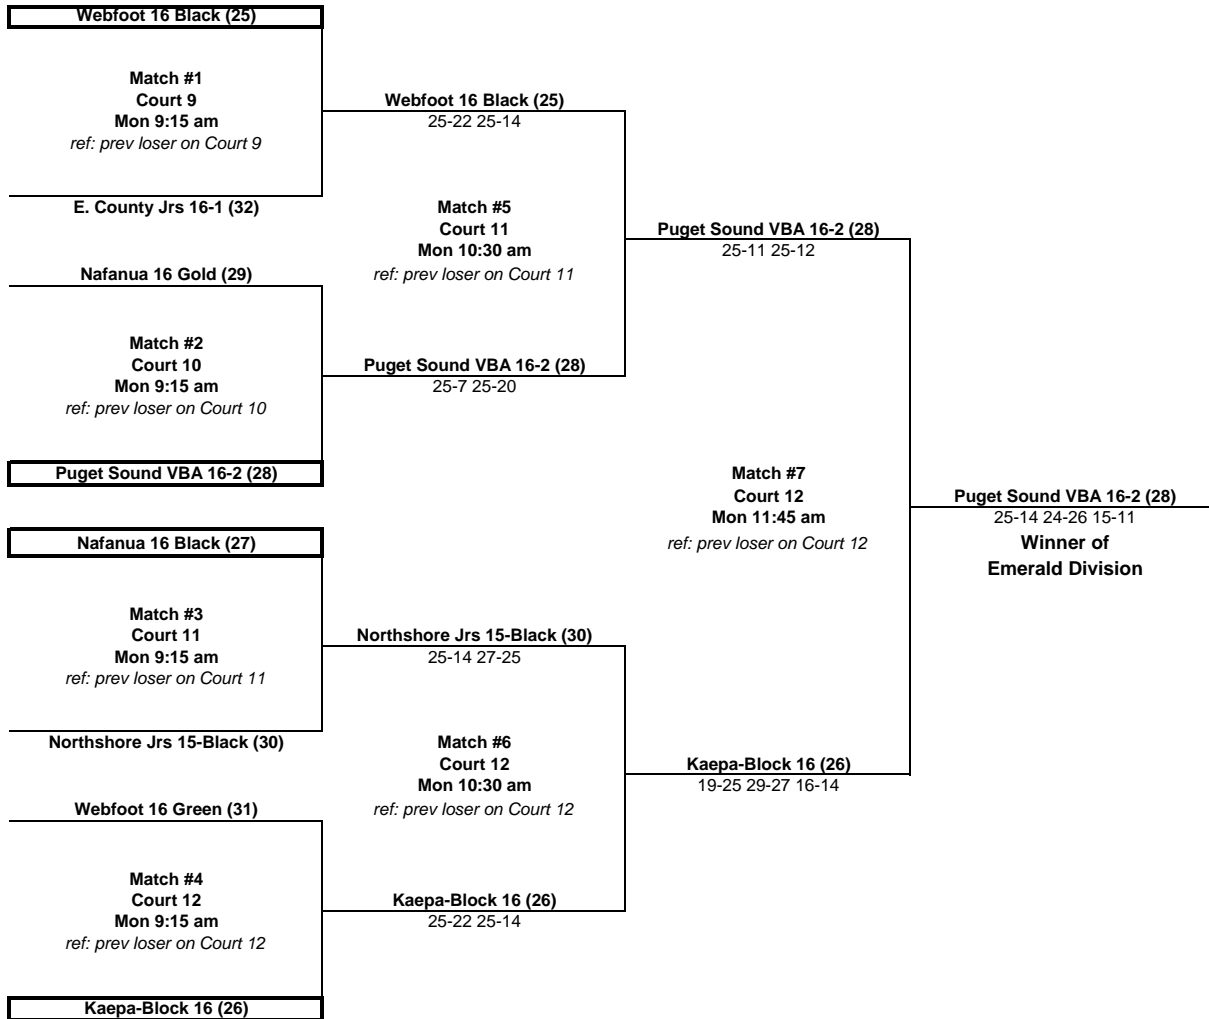 Webfoot 16 Black (25)
Match #1
Court 9
Mon 9:15 am
ref: prev loser on Court 9
E. County Jrs 16-1 (32)
Webfoot 16 Black (25)
25-22 25-14
Nafanua 16 Gold (29)
Match #2
Court 10
Mon 9:15 am
ref: prev loser on Court 10
Puget Sound VBA 16-2 (28)
Puget Sound VBA 16-2 (28)
25-7 25-20
Match #5
Court 11
Mon 10:30 am
ref: prev loser on Court 11
Puget Sound VBA 16-2 (28)
25-11 25-12
Nafanua 16 Black (27)
Match #3
Court 11
Mon 9:15 am
ref: prev loser on Court 11
Northshore Jrs 15-Black (30)
Northshore Jrs 15-Black (30)
25-14 27-25
Webfoot 16 Green (31)
Match #4
Court 12
Mon 9:15 am
ref: prev loser on Court 12
Kaepa-Block 16 (26)
Kaepa-Block 16 (26)
25-22 25-14
Match #6
Court 12
Mon 10:30 am
ref: prev loser on Court 12
Kaepa-Block 16 (26)
19-25 29-27 16-14
Match #7
Court 12
Mon 11:45 am
ref: prev loser on Court 12
Puget Sound VBA 16-2 (28)
25-14 24-26 15-11
Winner of
Emerald Division